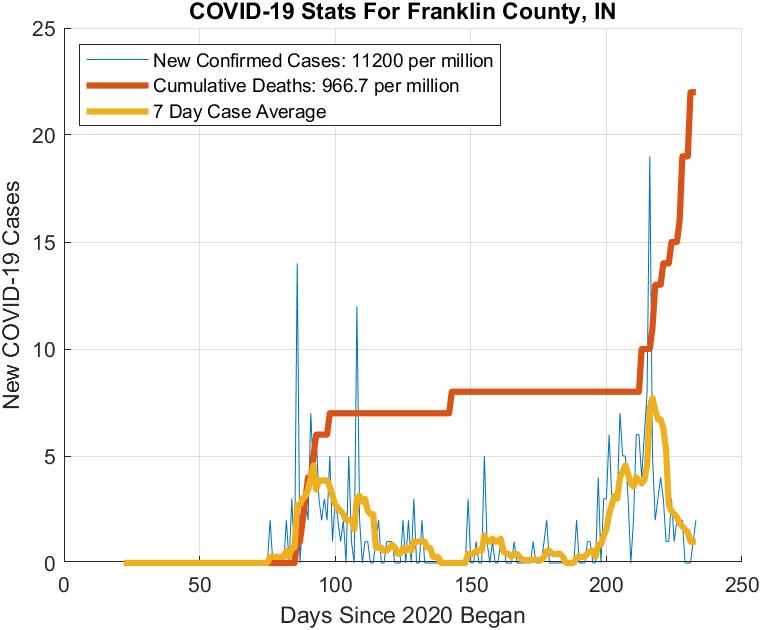 COVID-19 Stats For Franklin County, IN
New Confirmed Cases: 11200 per million
Cumulative Deaths: 966.7 per million
7 Day Case Average
New COVID-19 Cases
25
20
15
10
5
0
0 50 100 150 200 250
Days Since 2020 Began